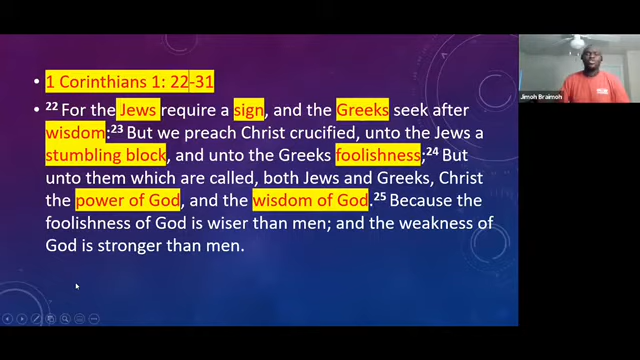 • 1 Corinthians 1: 22-31
• ²² For the Jews require a sign, and the Greeks seek after
wisdom:²³ But we preach Christ crucified, unto the Jews a
stumbling block, and unto the Greeks foolishness;²⁴ But
unto them which are called, both Jews and Greeks, Christ
the power of God, and the wisdom of God.²⁵ Because the
foolishness of God is wiser than men; and the weakness of
God is stronger than men.
Jimoh Braimoh